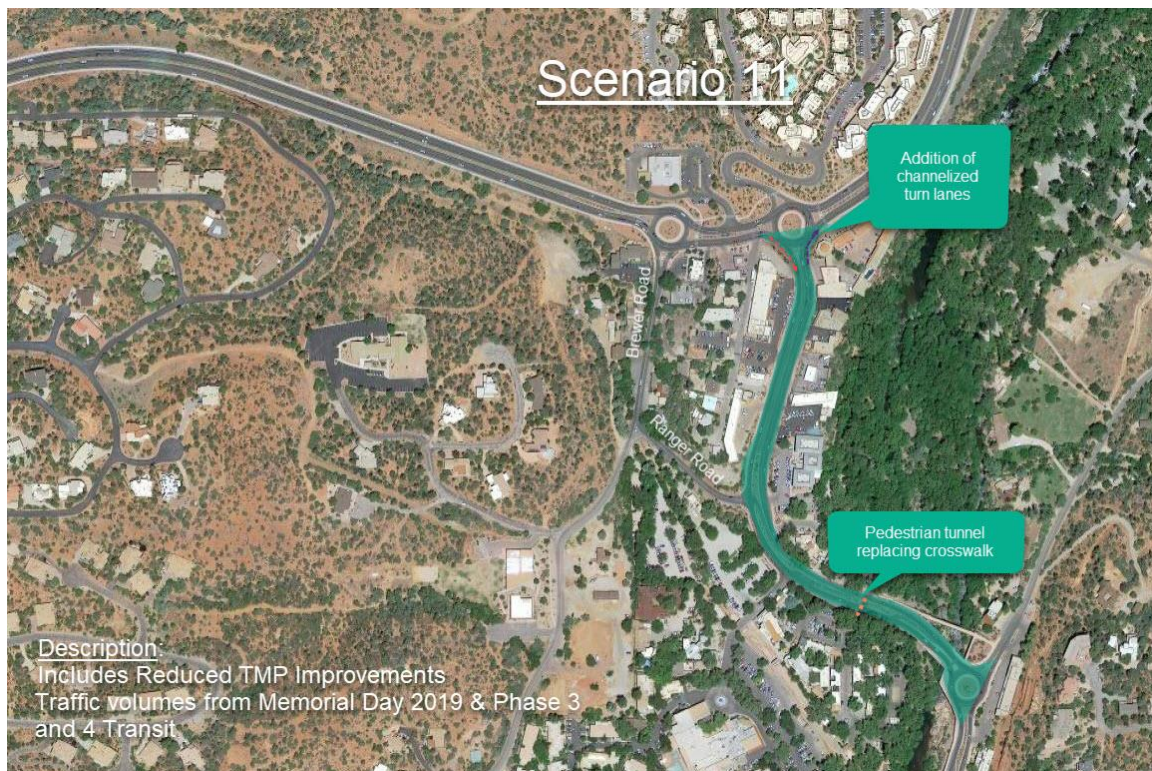 Scenario 11
Addition of
channelized
turn lanes
Brewer Road
Ranger Road
Pedestrian tunnel
replacing crosswalk
Description:
Includes Reduced TMP Improvements
Traffic volumes from Memorial Day 2019 & Phase 3
and 4 Transit